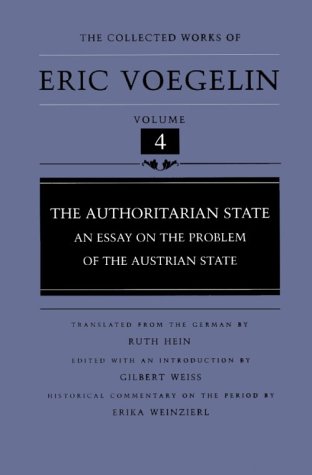 THE COLLECTED WORKS OF
ERIC VOEGELIN
VOLUME
4
THE AUTHORITARIAN STATE
AN ESSAY ON THE PROBLEM
OF THE AUSTRIAN STATE
TRANSLATED FROM THE GERMAN BY
RUTH HEIN
EDITED WITH AN INTRODUCTION BY
GILBERT WEISS
HISTORICAL COMMENTARY ON THE PERIOD BY
ERIKA WEINZIERL